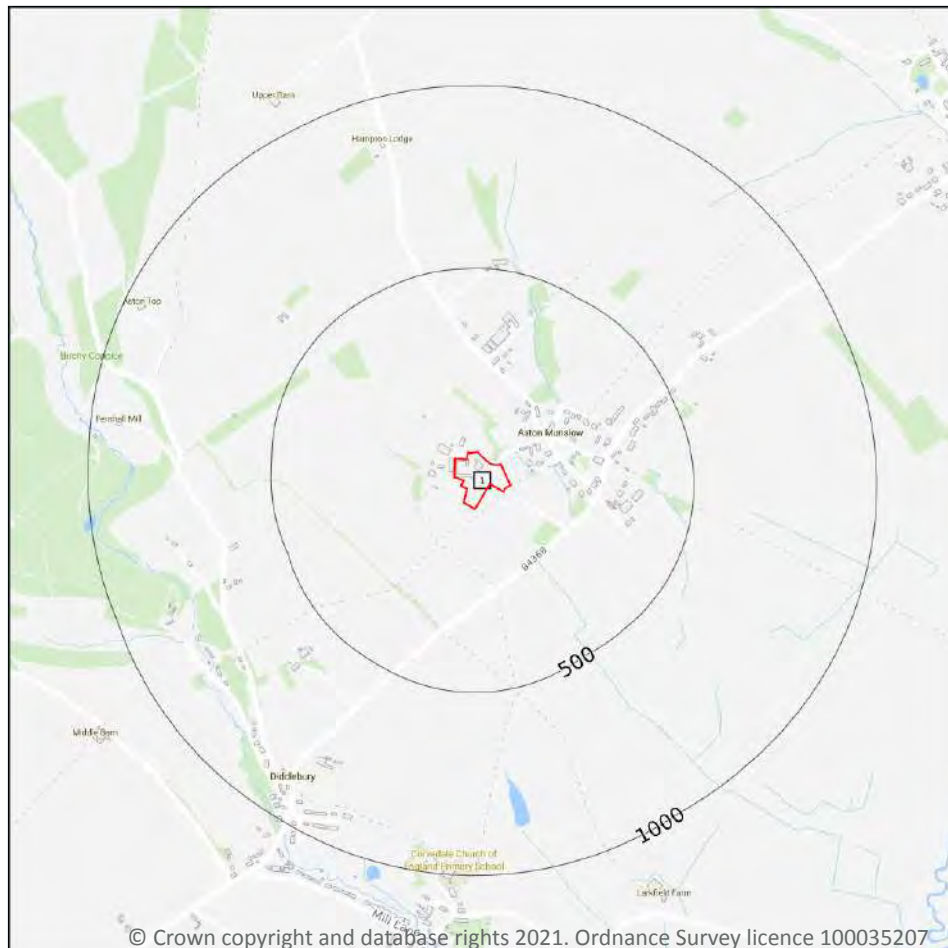 Upper Barn
Hampton Lodge
Aston Top
Birchy Coppice
Fernhall Mill
Aston Munslow
1
B4368
500
Middle Barn
Diddlebury
1000
Corvedale Church of
England Primary School
Larkfield Farm
Mill Lane
© Crown copyright and database rights 2021. Ordnance Survey licence 100035207